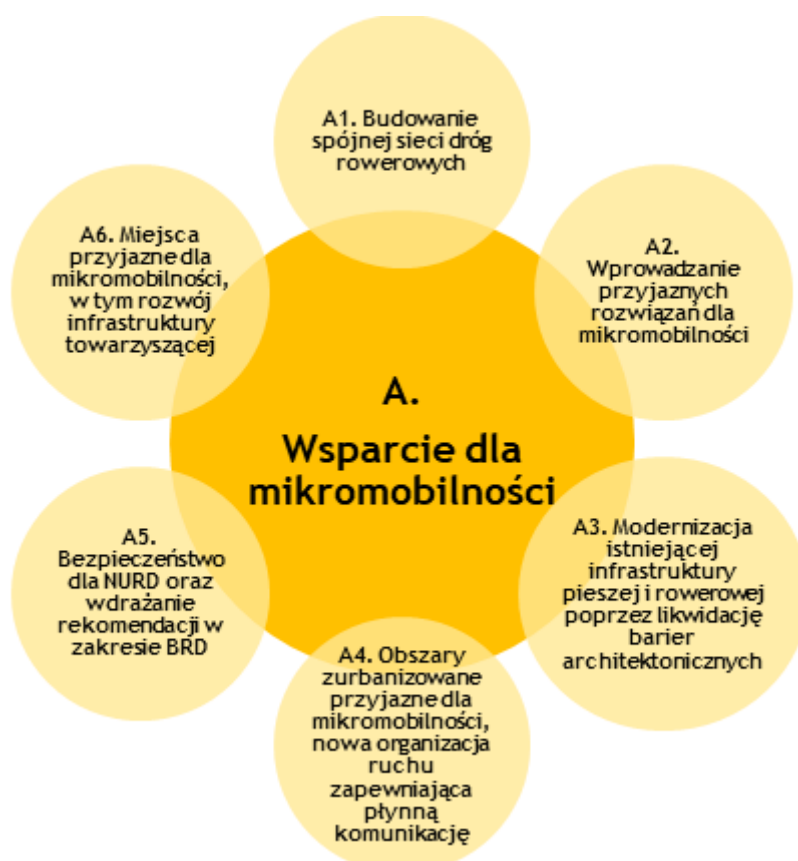 A1. Budowanie
spójnej sieci dróg
rowerowych
A2.
Wprowadzanie
przyjaznych
rozwiązań dla
mikromobilności
A3. Modernizacja
istniejącej
infrastruktury
pieszej i rowerowej
poprzez likwidację
barier
architektonicznych
A4. Obszary
zurbanizowane
przyjazne dla
mikromobilności,
nowa organizacja
ruchu
zapewniająca
płynną
komunikację
A5.
Bezpieczeństwo
dla NURD oraz
wdrażanie
rekomendacji w
zakresie BRD
A6. Miejsca
przyjazne dla
mikromobilności,
w tym rozwój
infrastruktury
towarzyszącej
A.
Wsparcie dla
mikromobilności